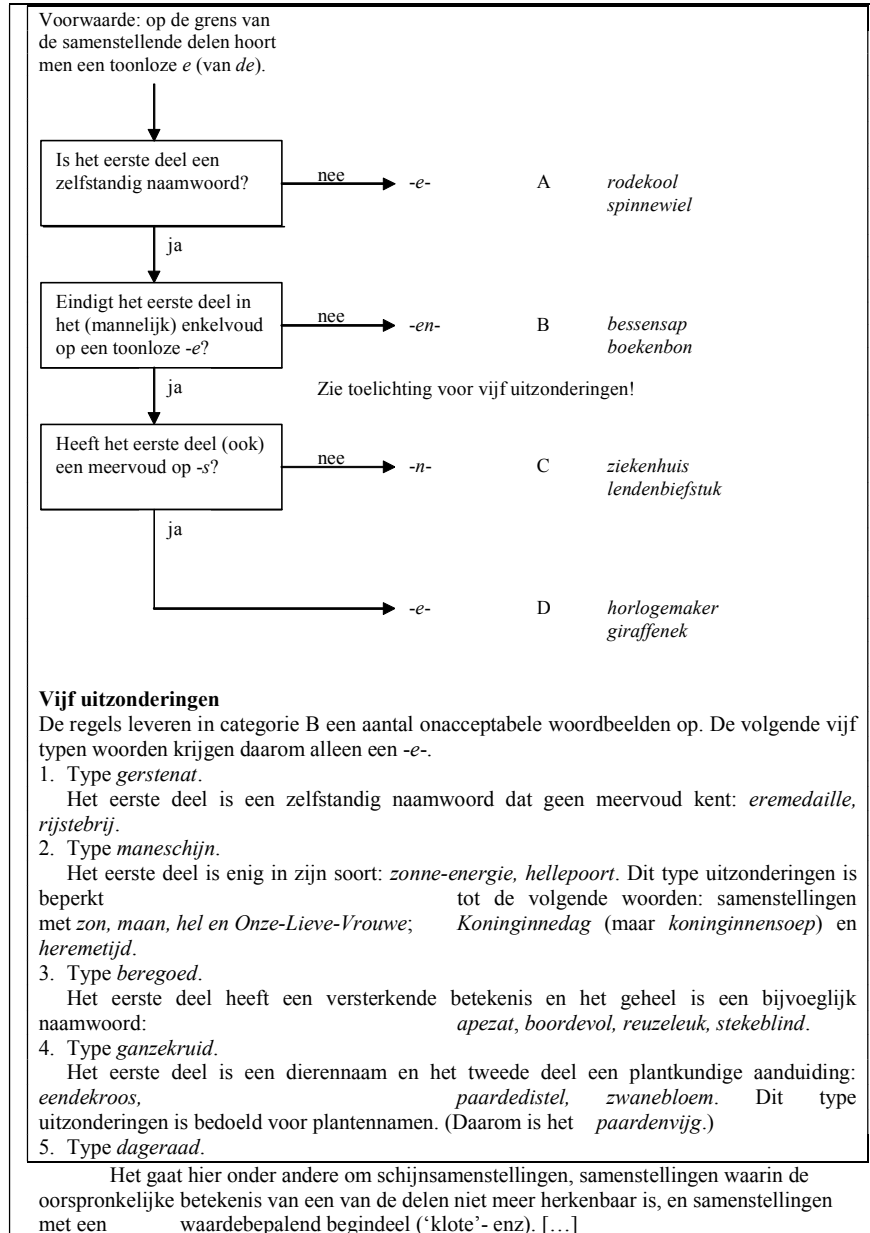 Voorwaarde: op de grens van
de samenstellende delen hoort
men een toonloze e (van de).
Is het eerste deel een
zelfstandig naamwoord?
nee -e- A rodekool
spinnewiel
ja
Eindigt het eerste deel in
het (mannelijk) enkelvoud
op een toonloze -e?
nee -en- B bessensap
boekenbon
ja Zie toelichting voor vijf uitzonderingen!
Heeft het eerste deel (ook)
een meervoud op -s?
nee -n- C ziekenhuis
lendenbiefstuk
ja
-e- D horlogemaker
giraffenek
Vijf uitzonderingen
De regels leveren in categorie B een aantal onacceptabele woordbeelden op. De volgende vijf
typen woorden krijgen daarom alleen een -e-.
1. Type gerstenat.
Het eerste deel is een zelfstandig naamwoord dat geen meervoud kent: eremedaille,
rijstebrij.
2. Type maneschijn.
Het eerste deel is enig in zijn soort: zonne-energie, hellepoort. Dit type uitzonderingen is
beperkt tot de volgende woorden: samenstellingen
met zon, maan, hel en Onze-Lieve-Vrouwe; Koninginnedag (maar koninginnensoep) en
heremetijd.
3. Type beregoed.
Het eerste deel heeft een versterkende betekenis en het geheel is een bijvoeglijk
naamwoord: apezat, boordevol, reuzeleuk, stekeblind.
4. Type ganzekruid.
Het eerste deel is een dierennaam en het tweede deel een plantkundige aanduiding:
eendekroos, paardedistel, zwanebloem. Dit type
uitzonderingen is bedoeld voor plantennamen. (Daarom is het paardenvijg.)
5. Type dageraad.
Het gaat hier onder andere om schijnsamenstellingen, samenstellingen waarin de
oorspronkelijke betekenis van een van de delen niet meer herkenbaar is, en samenstellingen
met een waardebepalend begindeel (‘klote’- enz). […]